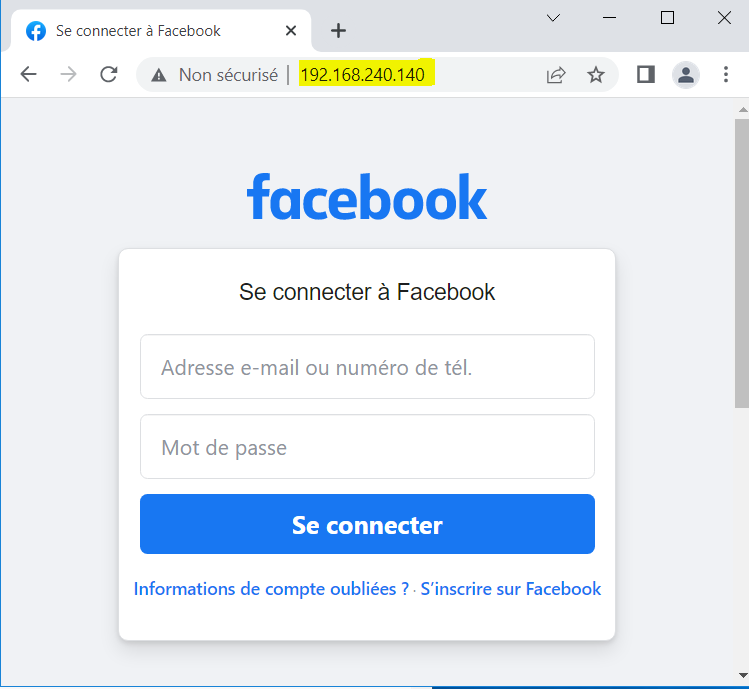 Se connecter à Facebook
Non sécurisé | 192.168.240.140
facebook
Se connecter à Facebook
Adresse e-mail ou numéro de tél.
Mot de passe
Se connecter
Informations de compte oubliées ? · S’inscrire sur Facebook